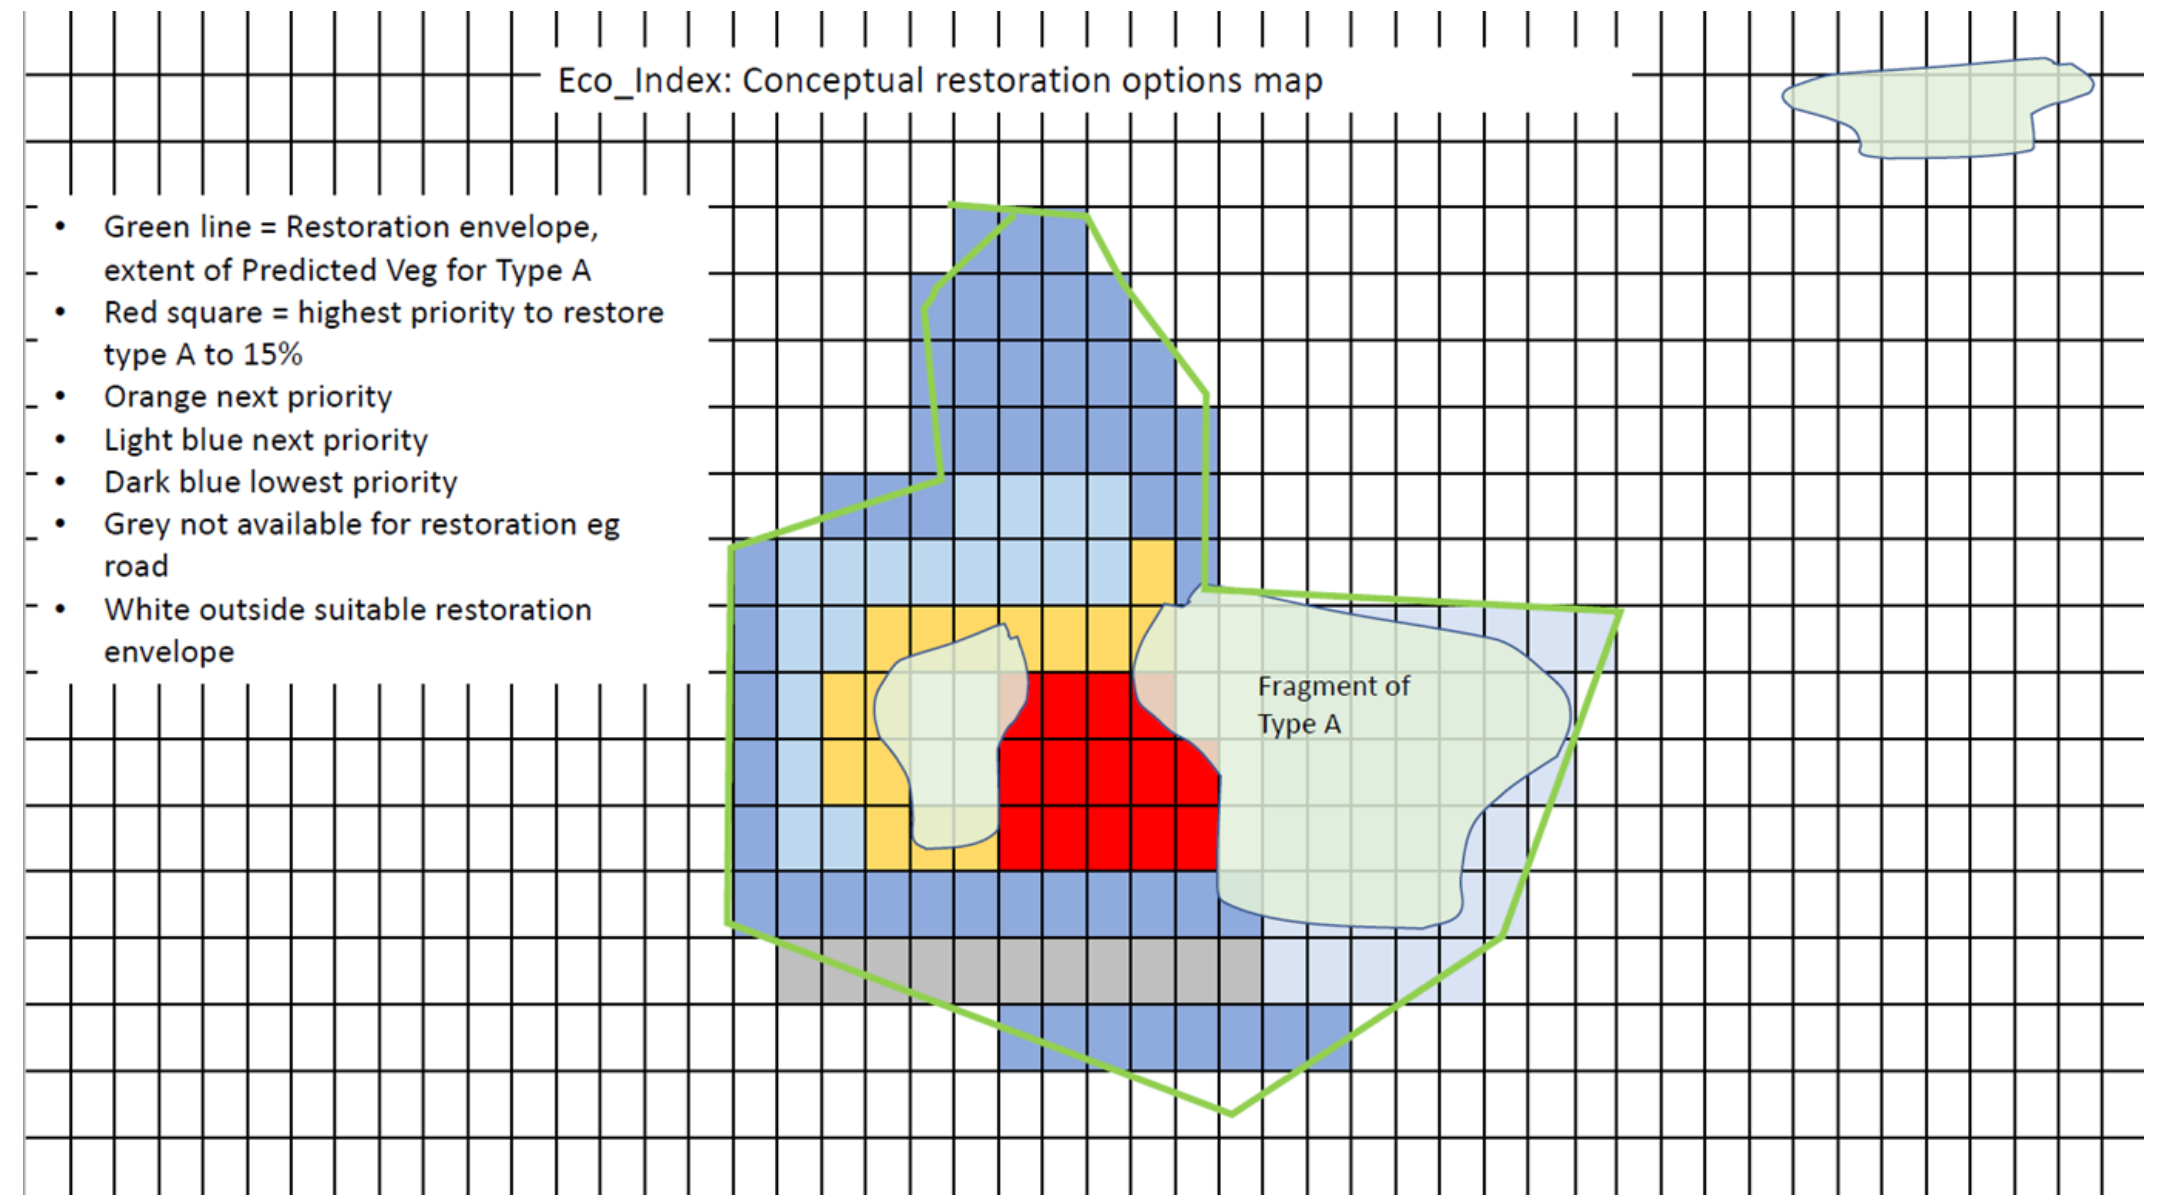 Eco_Index: Conceptual restoration options map
• Green line = Restoration envelope,
extent of Predicted Veg for Type A
• Red square = highest priority to restore
type A to 15%
• Orange next priority
• Light blue next priority
• Dark blue lowest priority
• Grey not available for restoration eg
road
• White outside suitable restoration
envelope
Fragment of
Type A